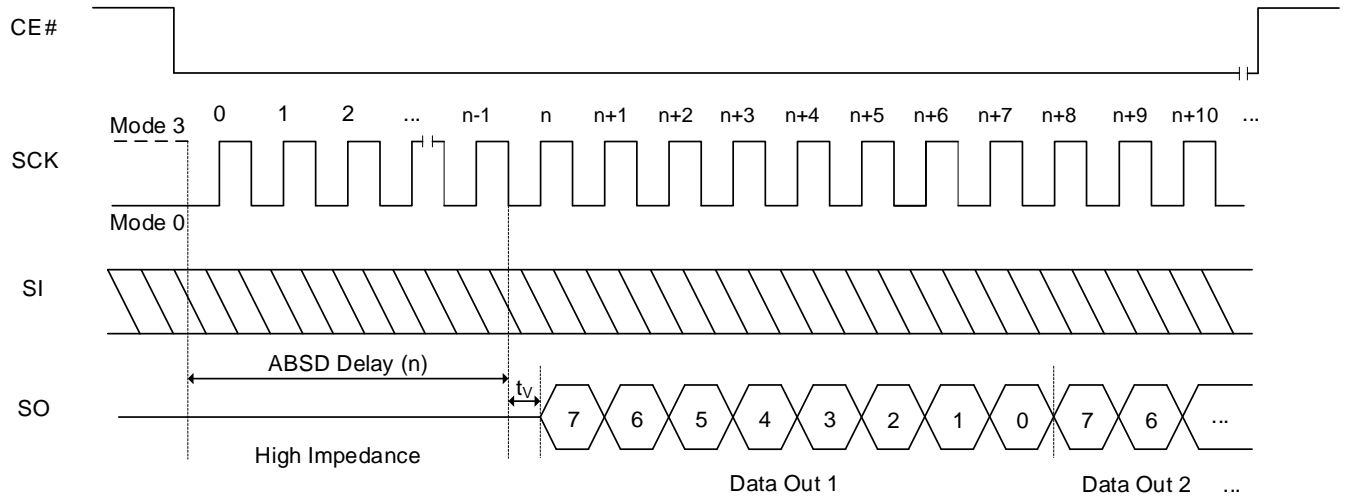 CE#
0 1 2 ... n-1 n n+1 n+2 n+3 n+4 n+5 n+6 n+7 n+8 n+9 n+10 ...
Mode 3
SCK
Mode 0
SI
ABSD Delay (n)
tV
SO
7 6 5 4 3 2 1 0 7 6 ...
High Impedance
Data Out 1 Data Out 2 ...